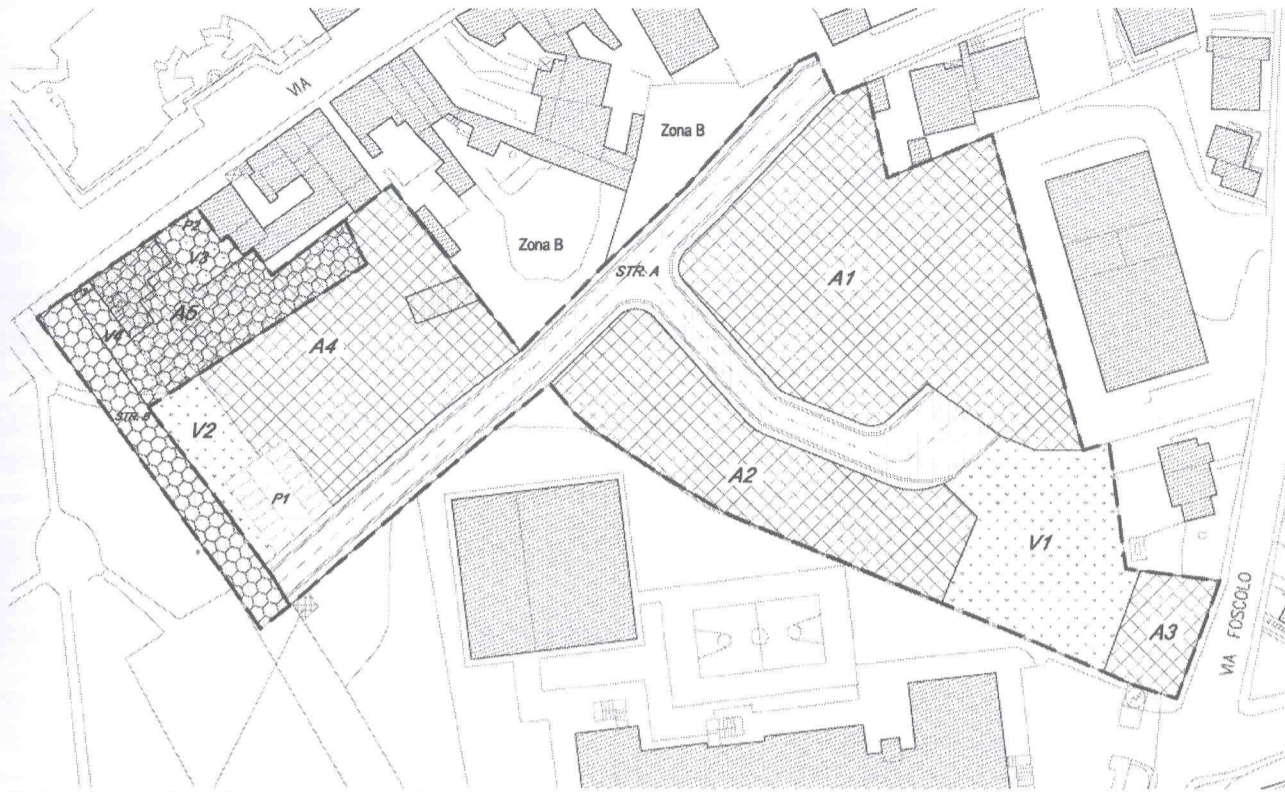 VIA
Zona B
Zona B
STR. A
A1
P2
V3
A5
V4
A4
STR. B
V2
P1
A2
V1
A3
VIA FOSCOLO